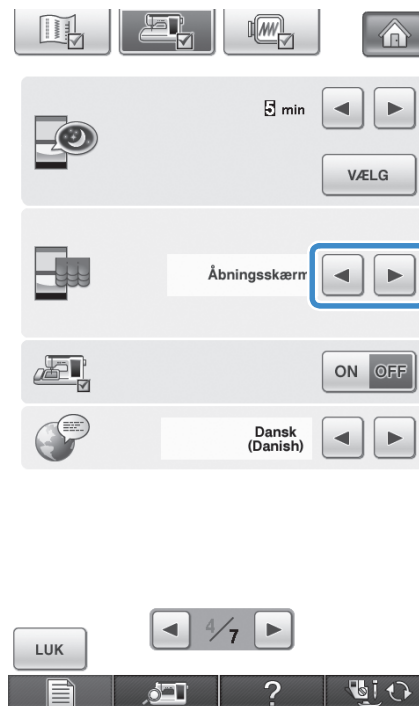 5 min
VÆLG
Åbningsskærm
ON OFF
Dansk
(Danish)
4/7
LUK
?